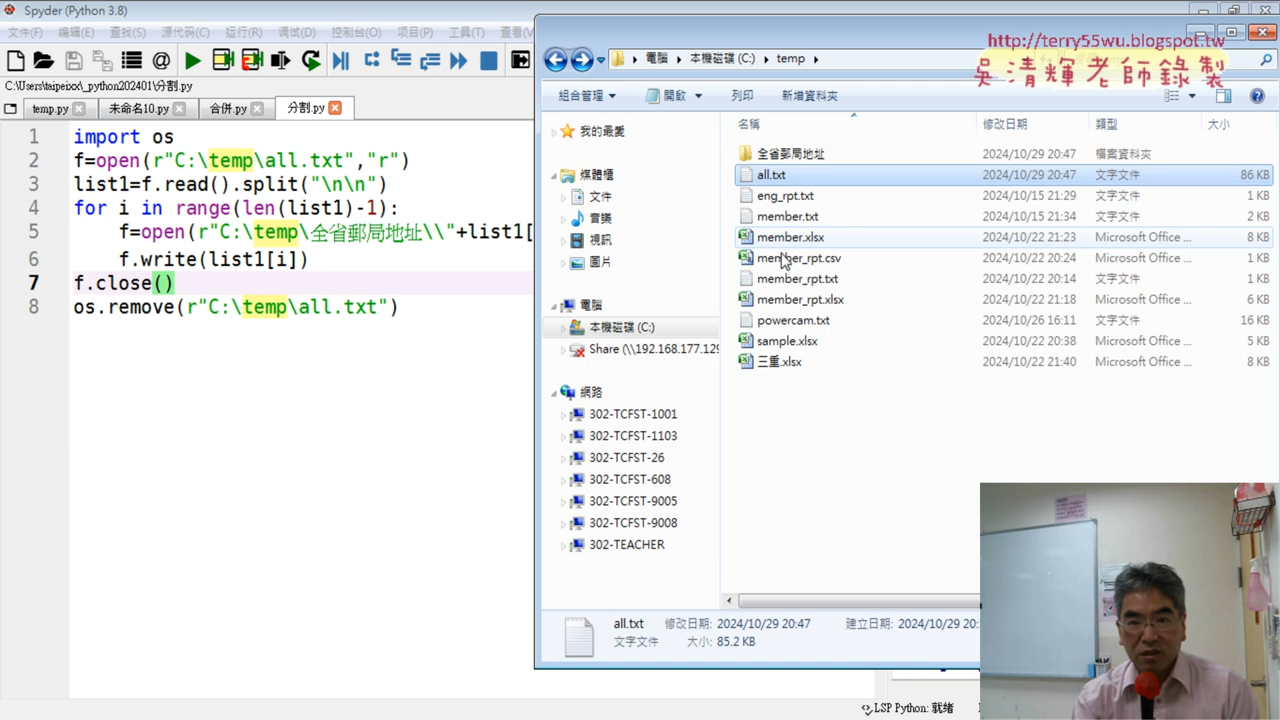 Spyder (Python 3.8)
文件(F) 编辑(E) 查找(S) 源代码(C) 运行(R) 调试(D) 控制台(O) 项目(P) 工具(T) 查看(V
C:\Users\taipeixx\_python202401\分割.py
temp.py
未命名10.py
合併.py
分割.py
1 import os
2 f=open(r"C:\temp\all.txt","r")
3 list1=f.read().split("\n\n")
4 for i in range(len(list1)-1):
5 f=open(r"C:\temp\全省郵局地址\\"+list1[
6 f.write(list1[i])
7 f.close()
8 os.remove(r"C:\temp\all.txt")
LSP Python: 就绪
http://terry55wu.blogspot.tw
吳清輝老師錄製
電腦 本機磁碟 (C:) temp
組合管理 開啟 列印 新增資料夾
我的最愛
媒體櫃
文件
音樂
視訊
圖片
電腦
本機磁碟 (C:)
Share (\\192.168.177.129
網路
302-TCFST-1001
302-TCFST-1103
302-TCFST-26
302-TCFST-608
302-TCFST-9005
302-TCFST-9008
302-TEACHER
名稱 修改日期 類型 大小
全省郵局地址 2024/10/29 20:47 檔案資料夾
all.txt 2024/10/29 20:47 文字文件 86 KB
eng_rpt.txt 2024/10/15 21:29 文字文件 1 KB
member.txt 2024/10/15 21:34 文字文件 2 KB
member.xlsx 2024/10/22 21:23 Microsoft Office ... 8 KB
member_rpt.csv 2024/10/22 20:24 Microsoft Office ... 1 KB
member_rpt.txt 2024/10/22 20:14 文字文件 1 KB
member_rpt.xlsx 2024/10/22 21:18 Microsoft Office ... 6 KB
powercam.txt 2024/10/26 16:11 文字文件 16 KB
sample.xlsx 2024/10/22 20:38 Microsoft Office ... 5 KB
三重.xlsx 2024/10/22 21:40 Microsoft Office ... 8 KB
all.txt 修改日期: 2024/10/29 20:47 建立日期: 2024/10/29 20:
文字文件 大小: 85.2 KB